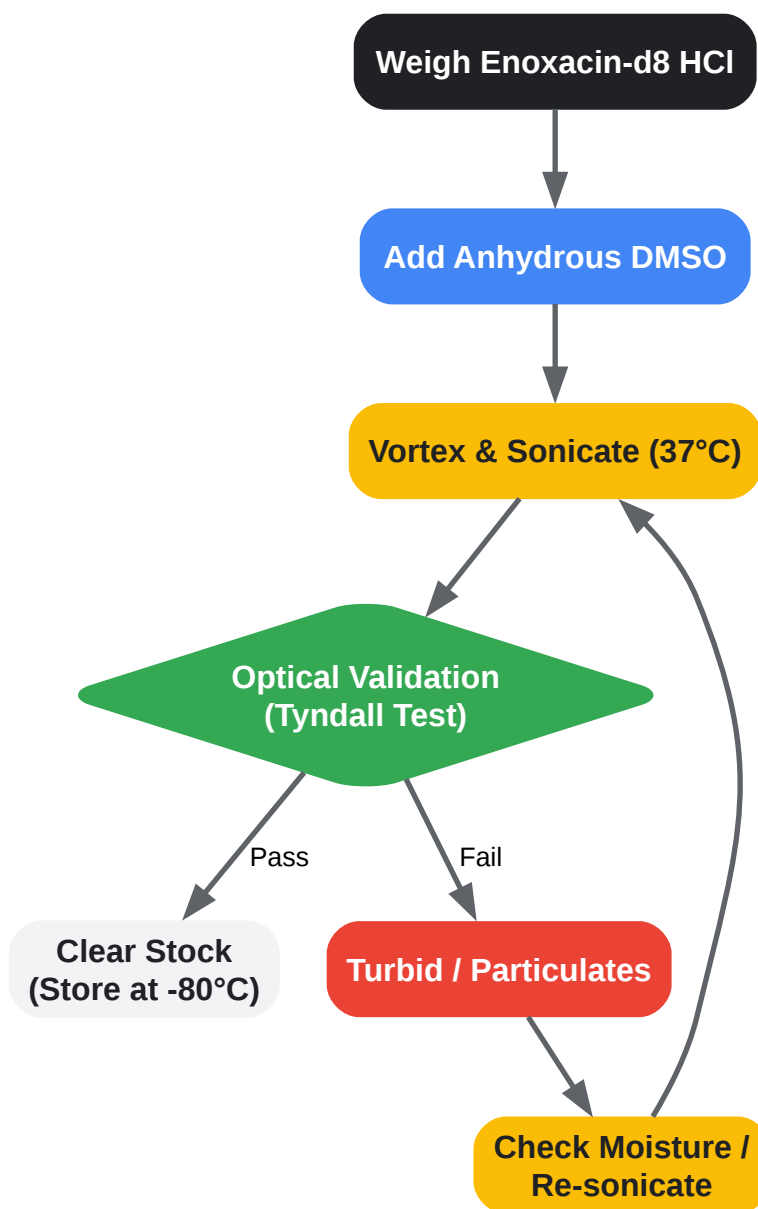 Weigh Enoxacin-d8 HCl
Add Anhydrous DMSO
Vortex & Sonicate (37°C)
Optical Validation
(Tyndall Test)
Pass
Fail
Clear Stock
(Store at -80°C)
Turbid / Particulates
Check Moisture /
Re-sonicate